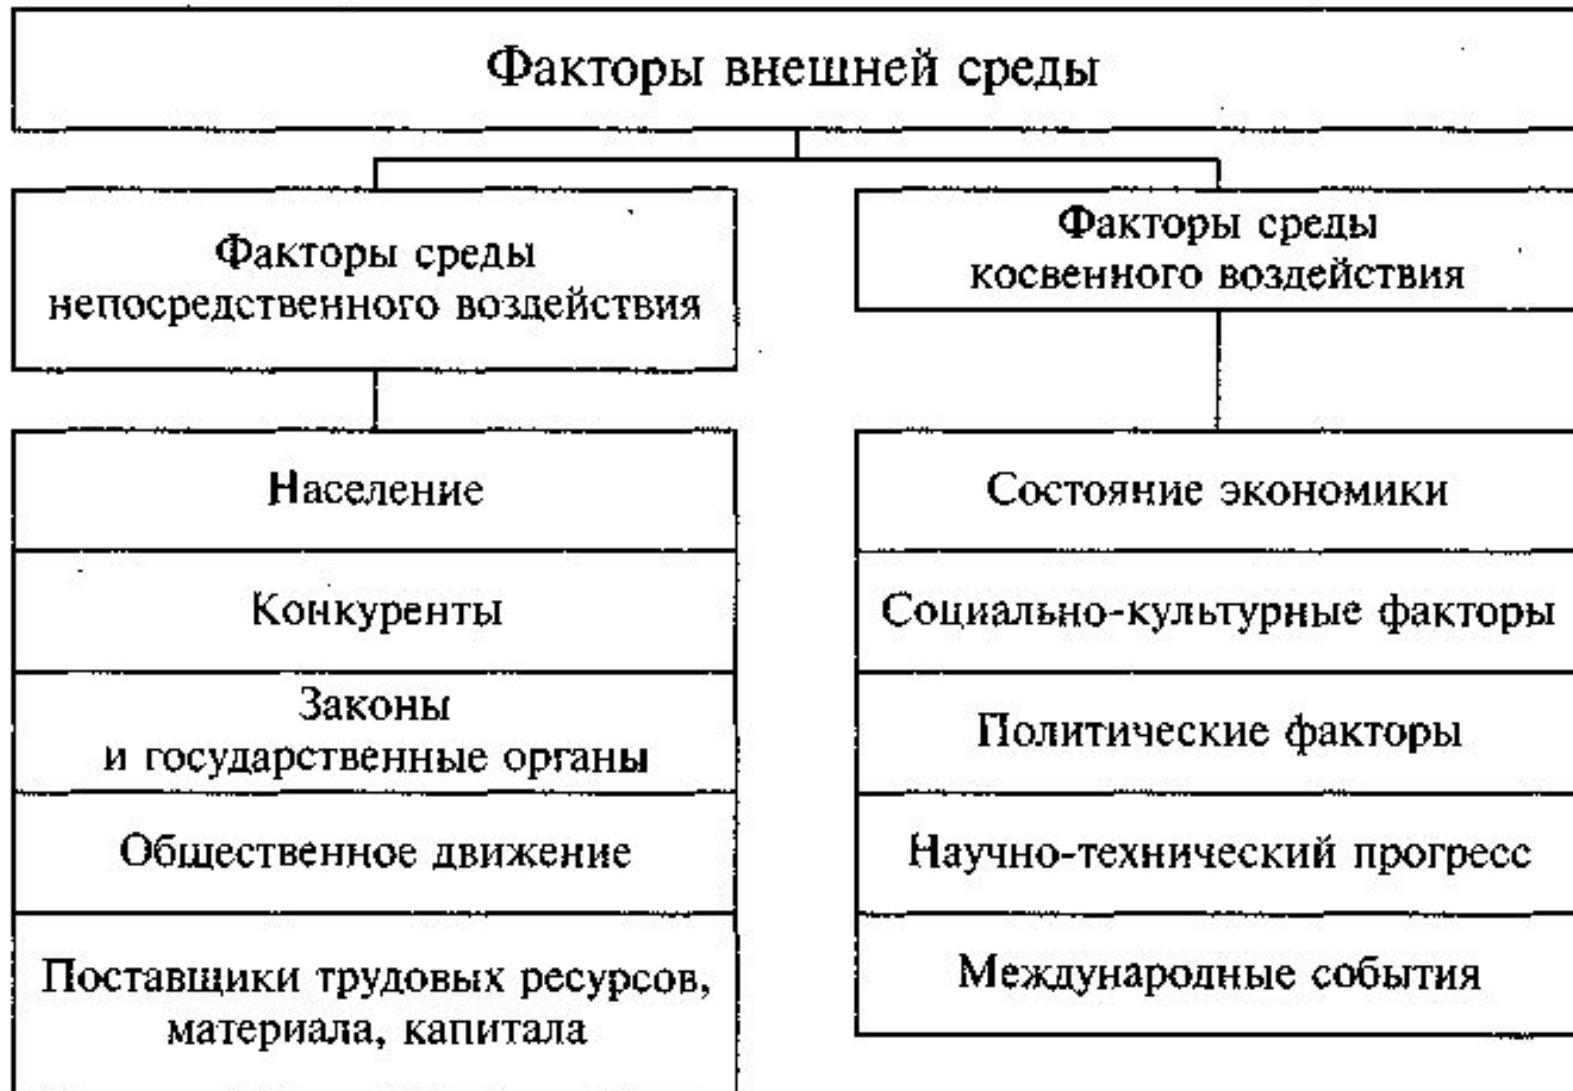 Факторы внешней среды
Факторы среды
непосредственного воздействия
Факторы среды
косвенного воздействия
Население
Конкуренты
Законы
и государственные органы
Общественное движение
Поставщики трудовых ресурсов,
материала, капитала
Состояние экономики
Социально-культурные факторы
Политические факторы
Научно-технический прогресс
Международные события